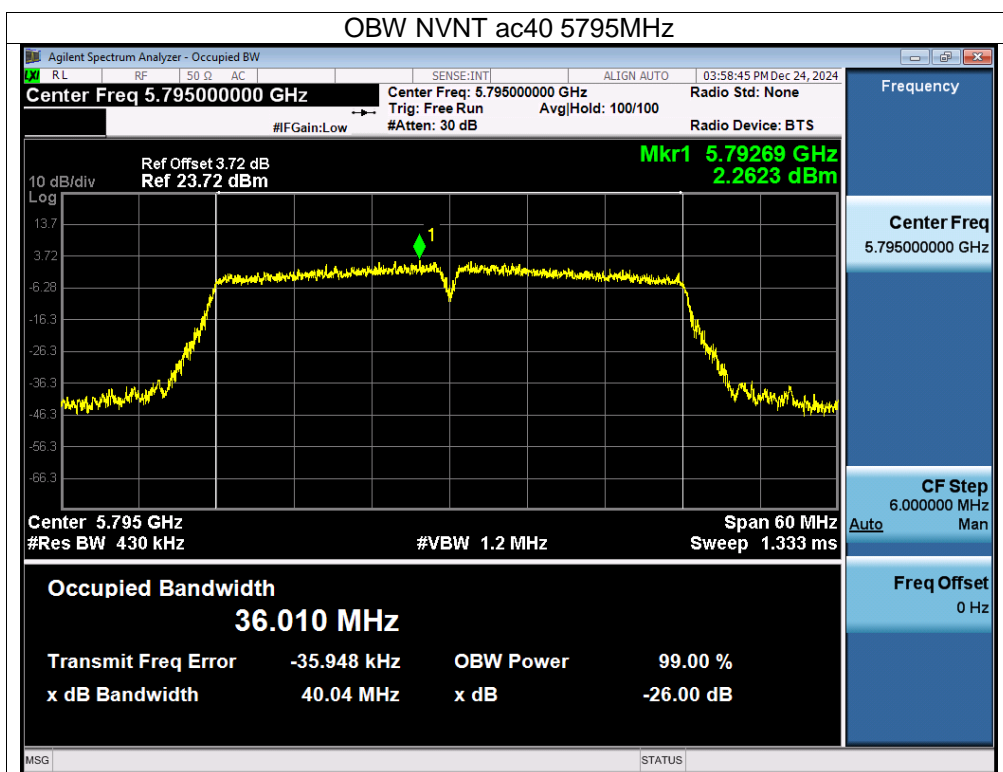 OBW NVNT ac40 5795MHz
Agilent Spectrum Analyzer - Occupied BW
LXI RL RF 50 Ω AC SENSE:INT ALIGN AUTO 03:58:45 PM Dec 24, 2024
Center Freq 5.795000000 GHz
Center Freq: 5.795000000 GHz
Radio Std: None
Trig: Free Run Avg|Hold: 100/100
#IFGain:Low #Atten: 30 dB Radio Device: BTS
Ref Offset 3.72 dB
Mkr1 5.79269 GHz
10 dB/div Ref 23.72 dBm 2.2623 dBm
Log
13.7
1
3.72
-6.28
-16.3
-26.3
-36.3
-46.3
-56.3
-66.3
Center 5.795 GHz Span 60 MHz
#Res BW 430 kHz #VBW 1.2 MHz Sweep 1.333 ms
Occupied Bandwidth
36.010 MHz
Transmit Freq Error -35.948 kHz OBW Power 99.00 %
x dB Bandwidth 40.04 MHz x dB -26.00 dB
MSG STATUS
Frequency
Center Freq
5.795000000 GHz
CF Step
6.000000 MHz
Auto Man
Freq Offset
0 Hz